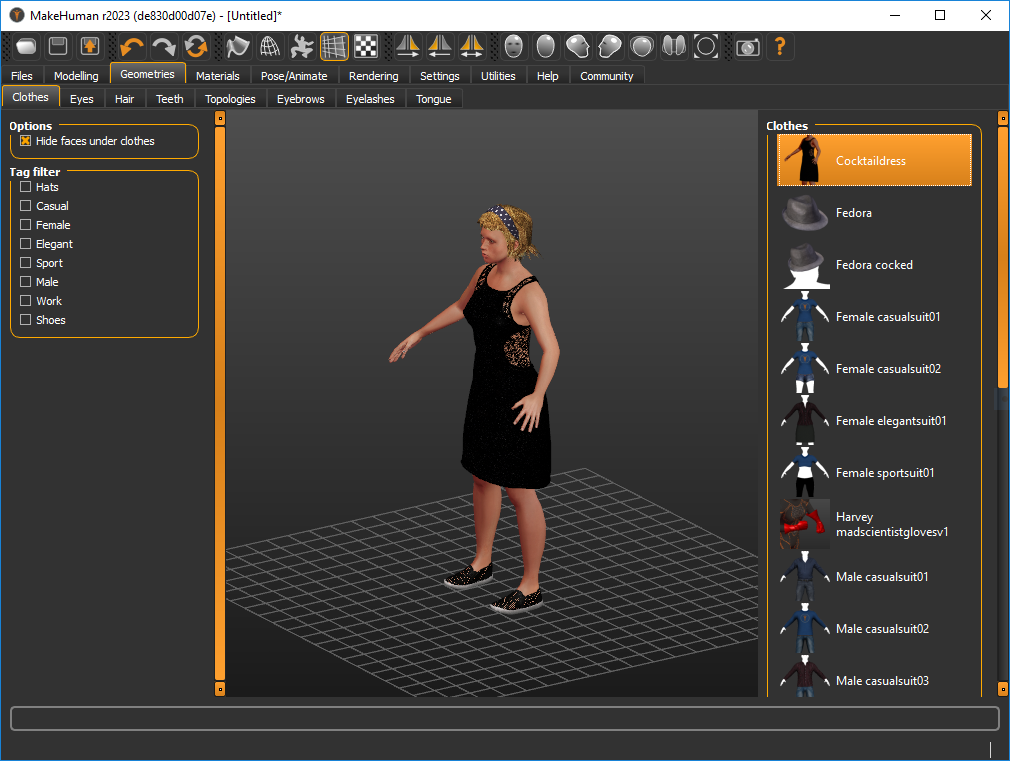 MakeHuman r2023 (de830d00d07e) - [Untitled]*
Files Modelling Geometries Materials Pose/Animate Rendering Settings Utilities Help Community
Clothes Eyes Hair Teeth Topologies Eyebrows Eyelashes Tongue
Options
Hide faces under clothes
Tag filter
Hats
Casual
Female
Elegant
Sport
Male
Work
Shoes
Clothes
Cocktaildress
Fedora
Fedora cocked
Female casualsuit01
Female casualsuit02
Female elegantsuit01
Female sportsuit01
Harvey
madscientistglovesv1
Male casualsuit01
Male casualsuit02
Male casualsuit03